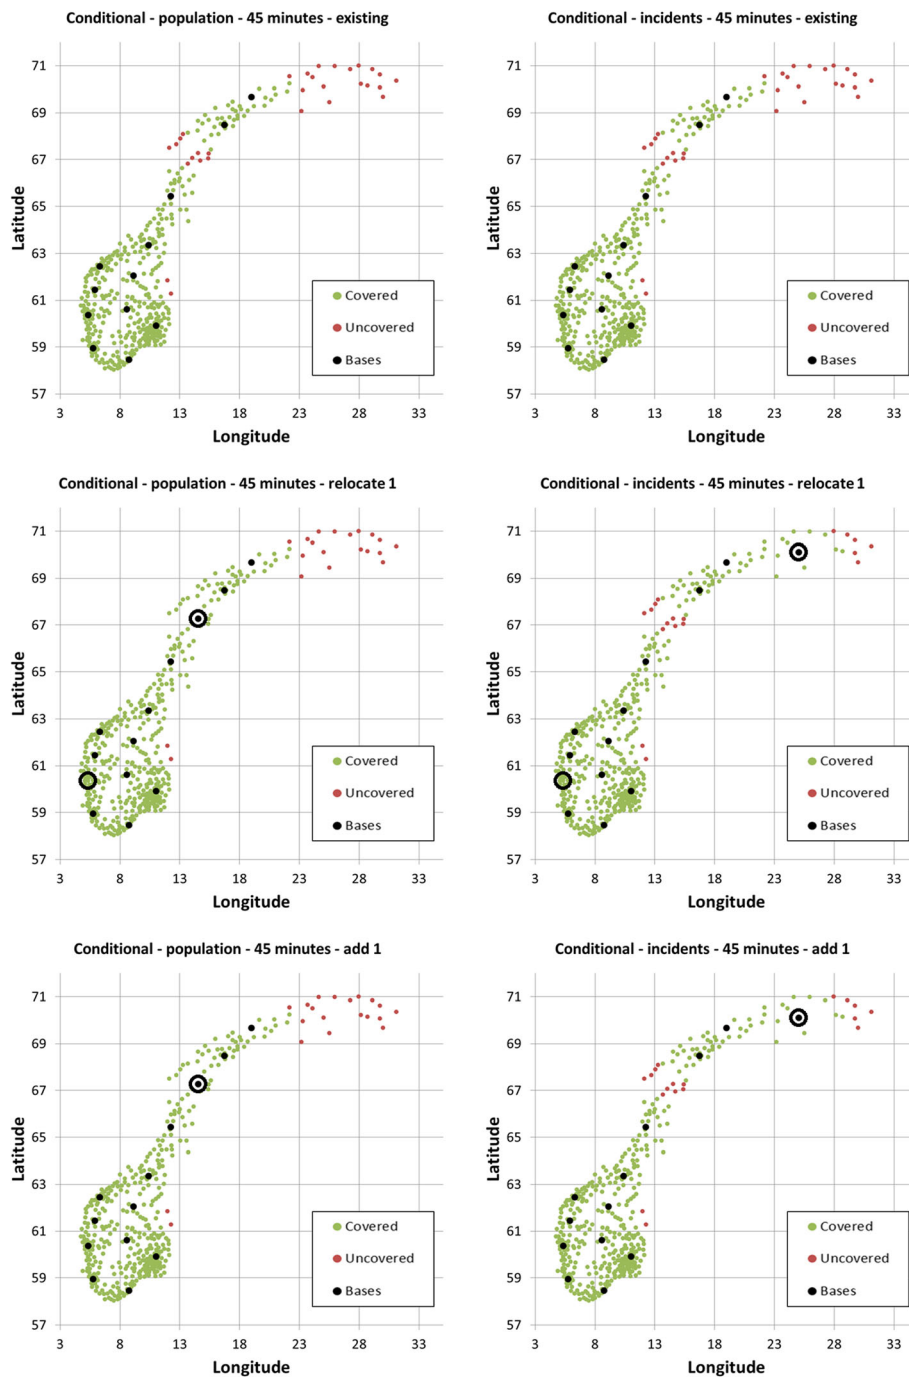 Conditional - population - 45 minutes - existing
71
69
67
65
63
61
59
57
Latitude
3 8 13 18 23 28 33
Longitude
Covered
Uncovered
Bases
Conditional - incidents - 45 minutes - existing
71
69
67
65
63
61
59
57
Latitude
3 8 13 18 23 28 33
Longitude
Covered
Uncovered
Bases
Conditional - population - 45 minutes - relocate 1
71
69
67
65
63
61
59
57
Latitude
3 8 13 18 23 28 33
Longitude
Covered
Uncovered
Bases
Conditional - incidents - 45 minutes - relocate 1
71
69
67
65
63
61
59
57
Latitude
3 8 13 18 23 28 33
Longitude
Covered
Uncovered
Bases
Conditional - population - 45 minutes - add 1
71
69
67
65
63
61
59
57
Latitude
3 8 13 18 23 28 33
Longitude
Covered
Uncovered
Bases
Conditional - incidents - 45 minutes - add 1
71
69
67
65
63
61
59
57
Latitude
3 8 13 18 23 28 33
Longitude
Covered
Uncovered
Bases